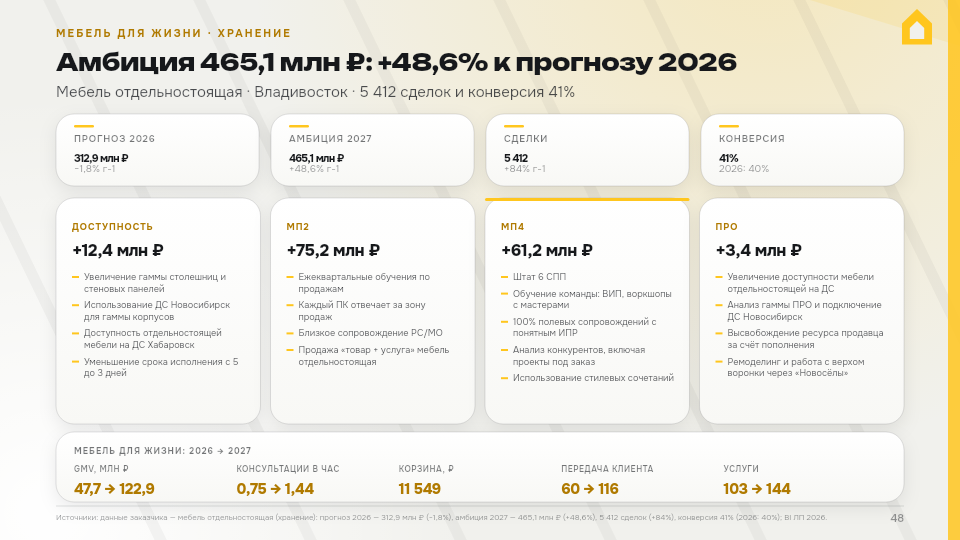 МЕБЕЛЬ ДЛЯ ЖИЗНИ · ХРАНЕНИЕ
Амбиция 465,1 млн ₽: +48,6% к прогнозу 2026
Мебель отдельностоящая · Владивосток · 5 412 сделок и конверсия 41%
ПРОГНОЗ 2026
312,9 млн ₽
−1,8% г-1
АМБИЦИЯ 2027
465,1 млн ₽
+48,6% г-1
СДЕЛКИ
5 412
+84% г-1
КОНВЕРСИЯ
41%
2026: 40%
ДОСТУПНОСТЬ
+12,4 млн ₽
Увеличение гаммы столешниц и
стеновых панелей
Использование ДС Новосибирск
для гаммы корпусов
Доступность отдельностоящей
мебели на ДС Хабаровск
Уменьшение срока исполнения с 5
до 3 дней
МП2
+75,2 млн ₽
Ежеквартальные обучения по
продажам
Каждый ПК отвечает за зону
продаж
Близкое сопровождение РС/МО
Продажа «товар + услуга» мебель
отдельностоящая
МП4
+61,2 млн ₽
Штат 6 СПП
Обучение команды: ВИП, воркшопы
с мастерами
100% полевых сопровождений с
понятным ИПР
Анализ конкурентов, включая
проекты под заказ
Использование стилевых сочетаний
ПРО
+3,4 млн ₽
Увеличение доступности мебели
отдельностоящей на ДС
Анализ гаммы ПРО и подключение
ДС Новосибирск
Высвобождение ресурса продавца
за счёт пополнения
Ремоделинг и работа с верхом
воронки через «Новосёлы»
МЕБЕЛЬ ДЛЯ ЖИЗНИ: 2026 → 2027
GMV, МЛН ₽
47,7 → 122,9
КОНСУЛЬТАЦИИ В ЧАС
0,75 → 1,44
КОРЗИНА, ₽
11 549
ПЕРЕДАЧА КЛИЕНТА
60 → 116
УСЛУГИ
103 → 144
Источники: данные заказчика — мебель отдельностоящая (хранение): прогноз 2026 — 312,9 млн ₽ (−1,8%), амбиция 2027 — 465,1 млн ₽ (+48,6%), 5 412 сделок (+84%), конверсия 41% (2026: 40%); BI ЛП 2026.
48